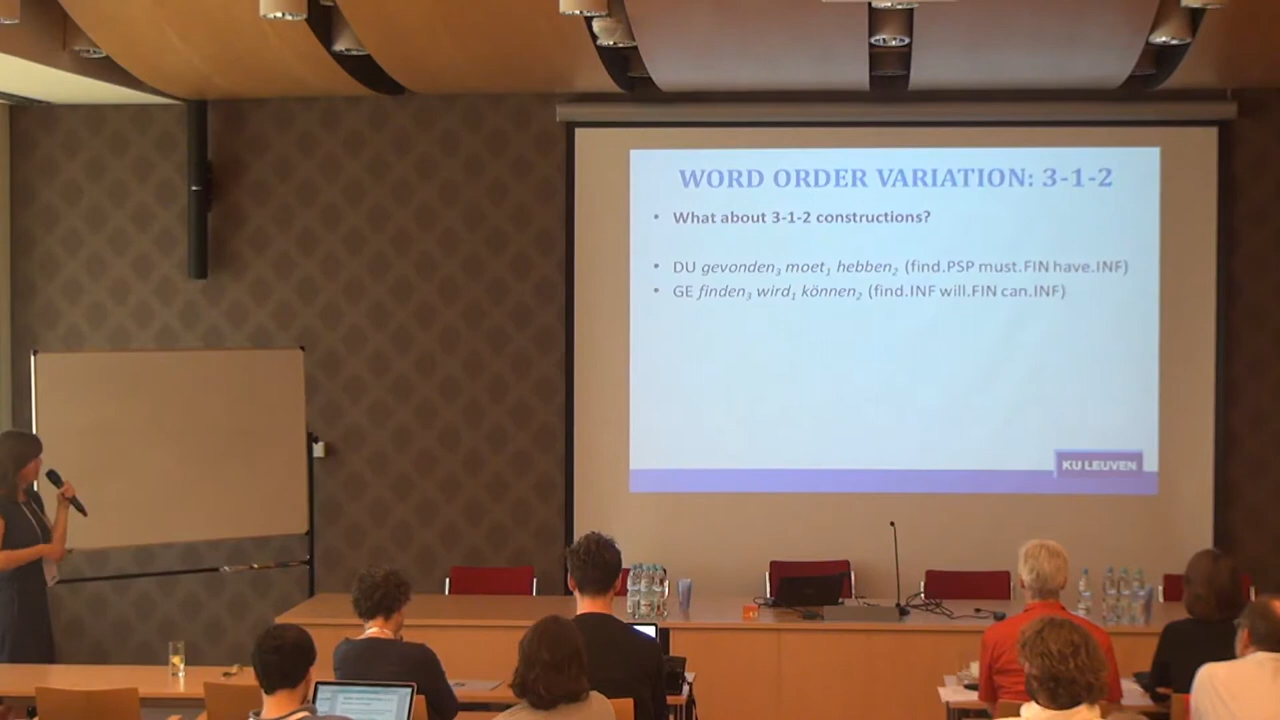 WORD ORDER VARIATION: 3-1-2
• What about 3-1-2 constructions?
• DU gevonden₃ moet₁ hebben₂ (find.PSP must.FIN have.INF)
• GE finden₃ wird₁ können₂ (find.INF will.FIN can.INF)
KU LEUVEN